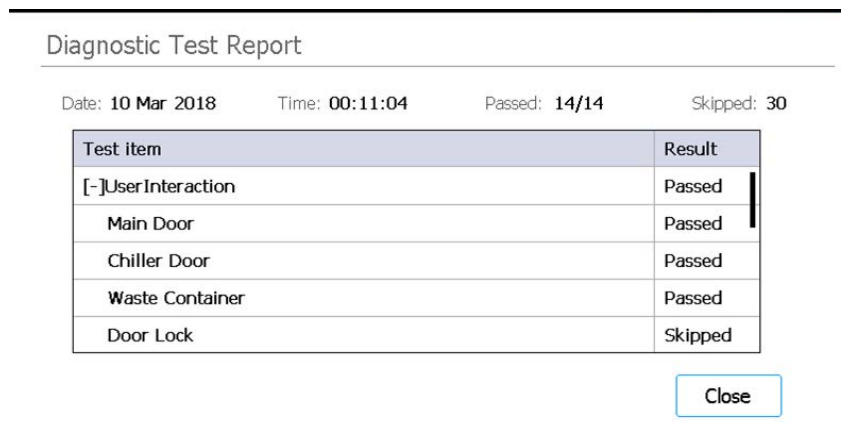 Diagnostic Test Report
Date: 10 Mar 2018 Time: 00:11:04 Passed: 14/14 Skipped: 30
Test item Result
[-]UserInteraction Passed
Main Door Passed
Chiller Door Passed
Waste Container Passed
Door Lock Skipped
Close